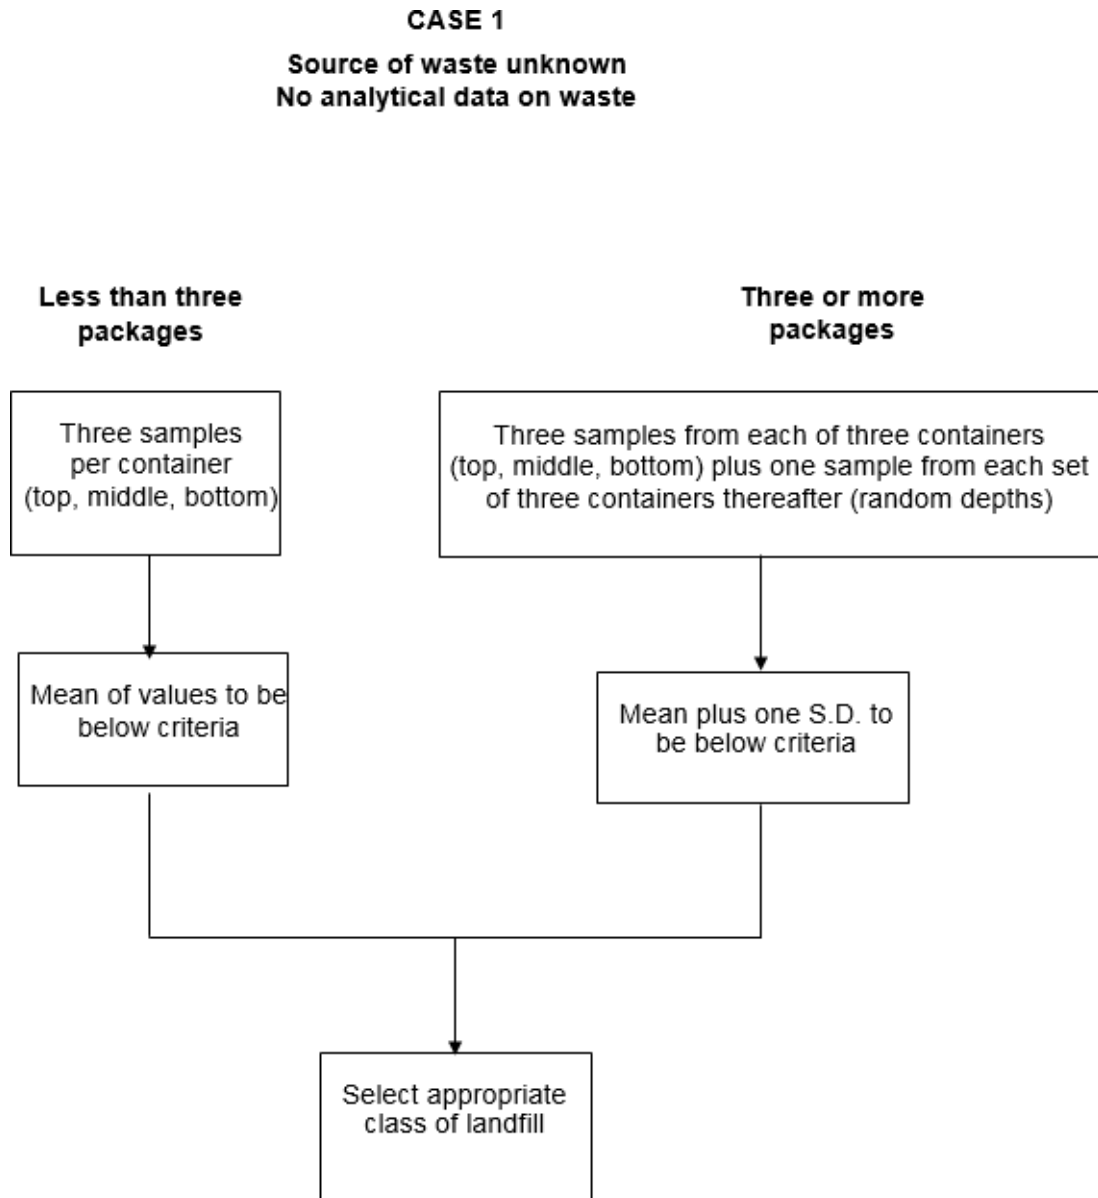 CASE 1
Source of waste unknown
No analytical data on waste
Less than three
packages
Three or more
packages
Three samples
per container
(top, middle, bottom)
Three samples from each of three containers
(top, middle, bottom) plus one sample from each set
of three containers thereafter (random depths)
Mean of values to be
below criteria
Mean plus one S.D. to
be below criteria
Select appropriate
class of landfill